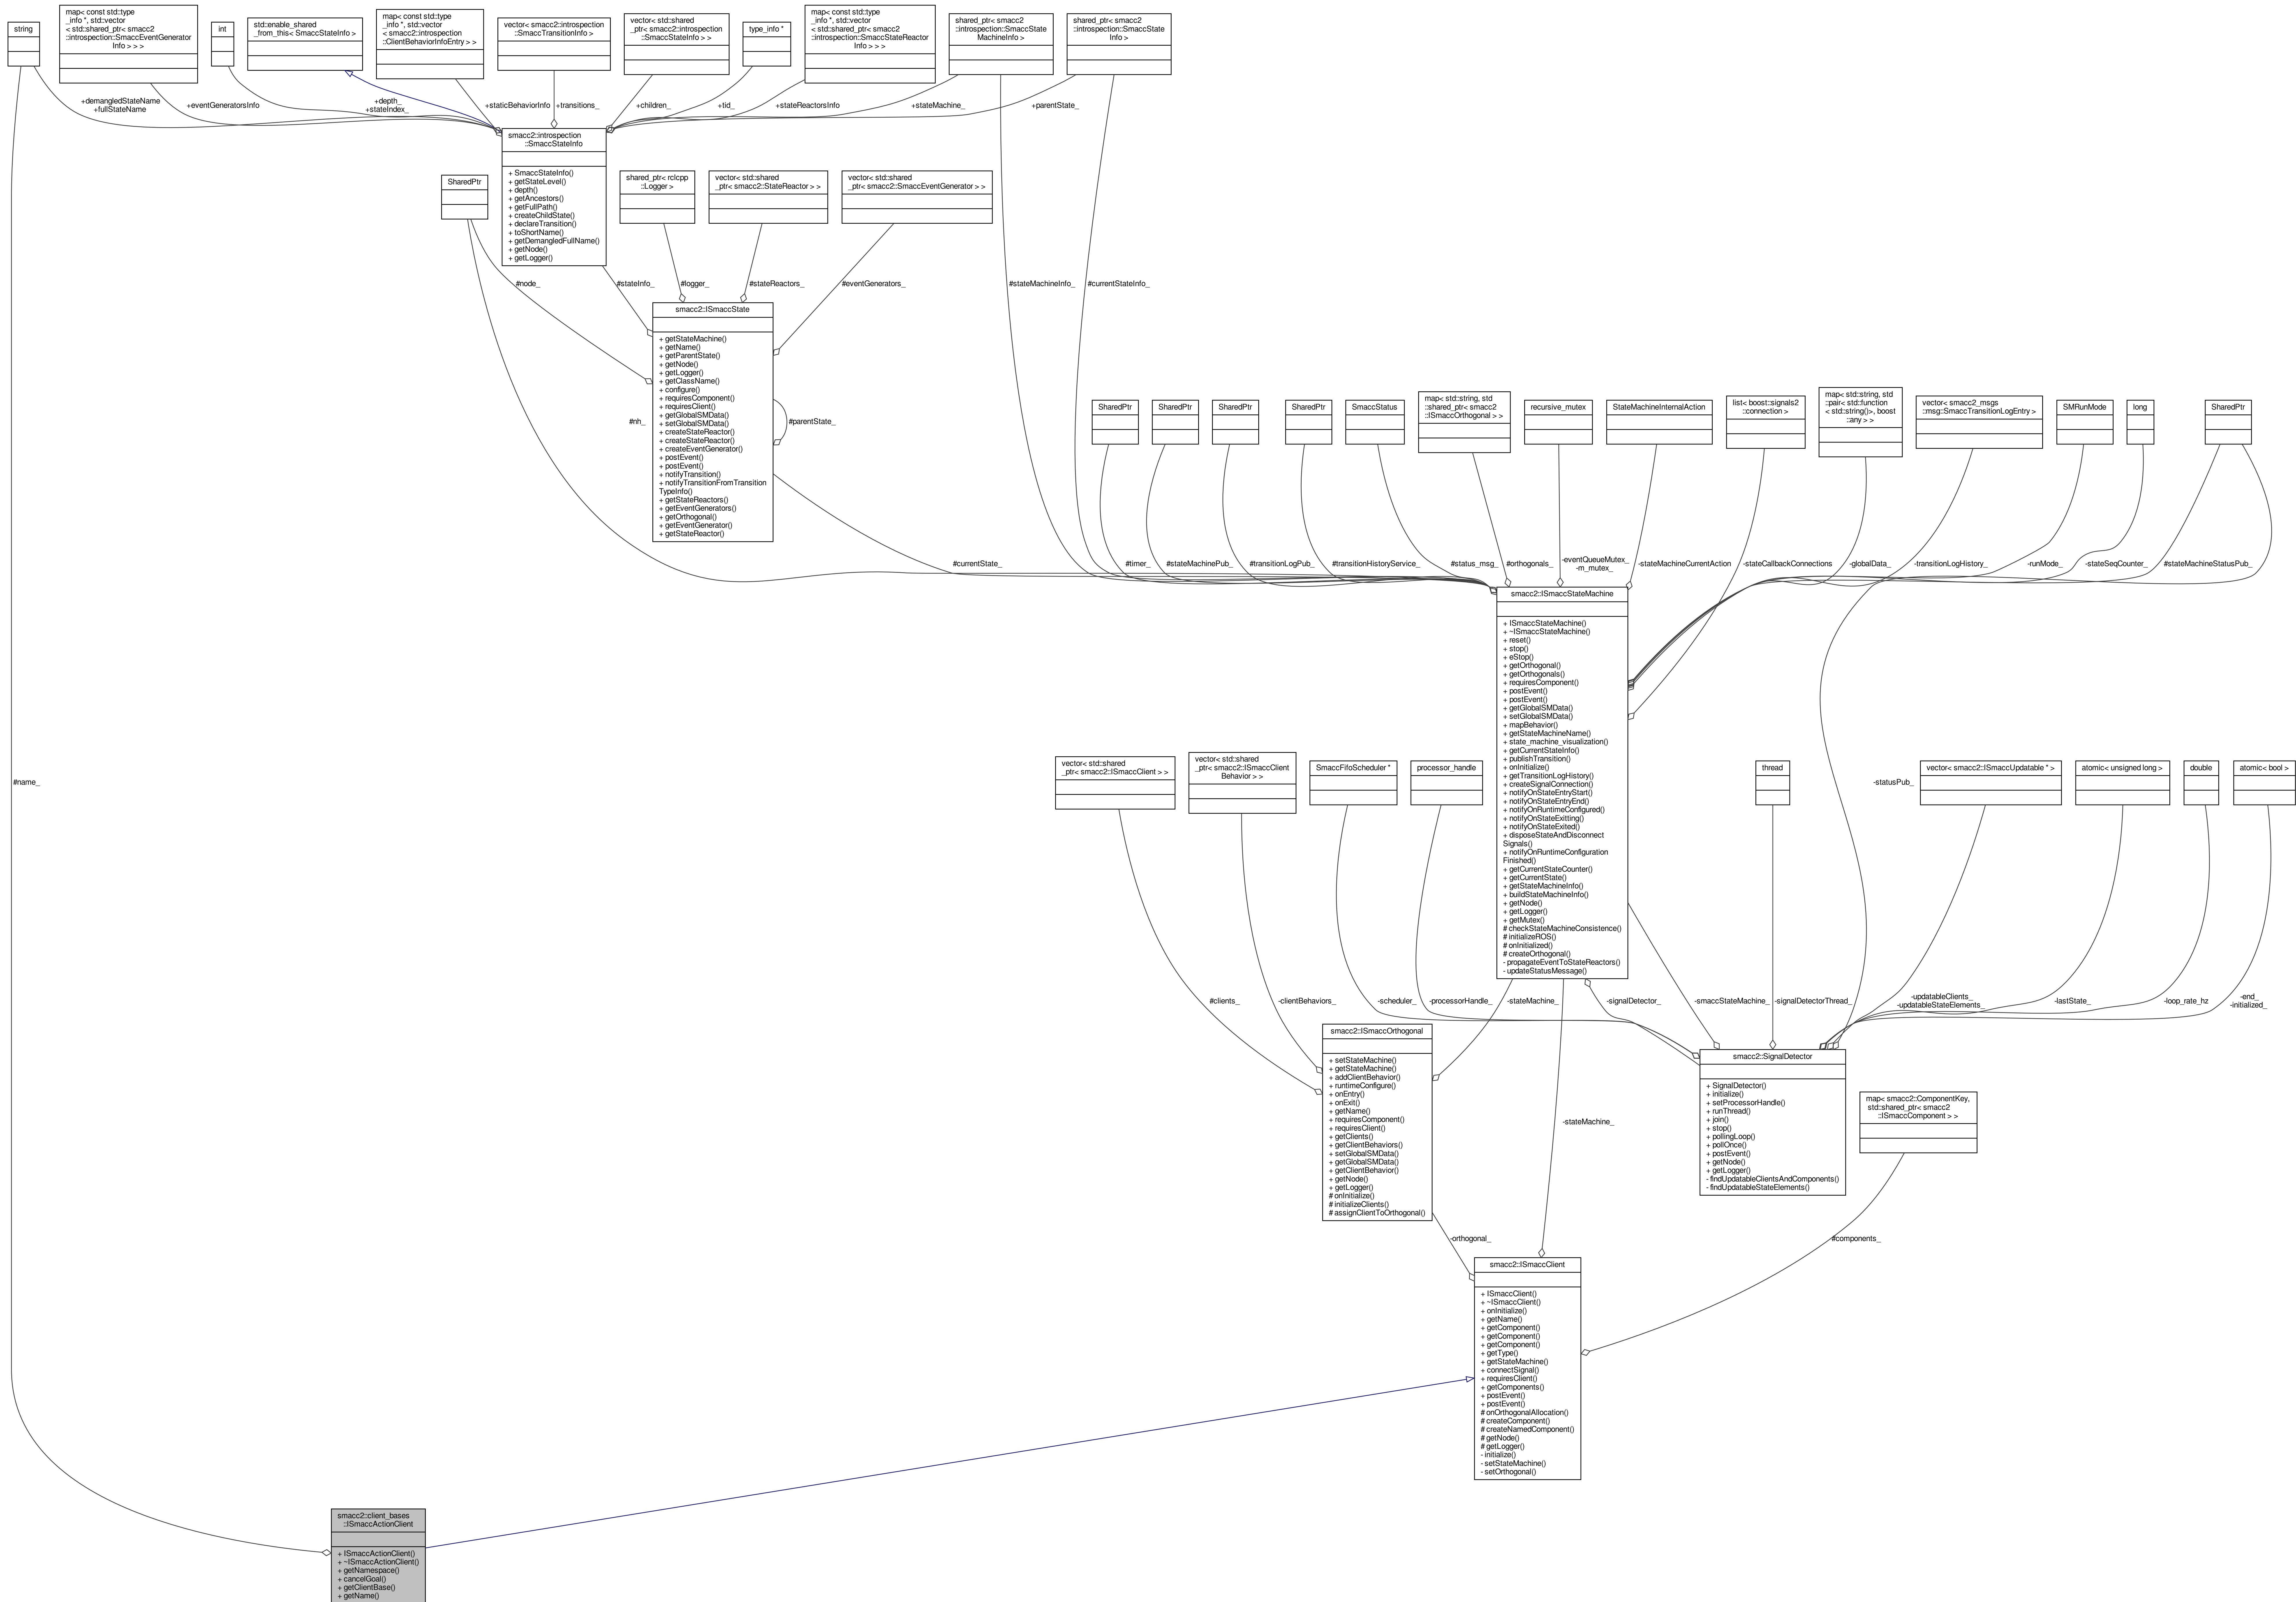 string
map< const std::type
_info *, std::vector
< std::shared_ptr< smacc2
::introspection::SmaccEventGenerator
Info > > >
int
std::enable_shared
_from_this< SmaccStateInfo >
map< const std::type
_info *, std::vector
< smacc2::introspection
::ClientBehaviorInfoEntry > >
vector< smacc2::introspection
::SmaccTransitionInfo >
vector< std::shared
_ptr< smacc2::introspection
::SmaccStateInfo > >
type_info *
map< const std::type
_info *, std::vector
< std::shared_ptr< smacc2
::introspection::SmaccStateReactor
Info > > >
shared_ptr< smacc2
::introspection::SmaccState
MachineInfo >
shared_ptr< smacc2
::introspection::SmaccState
Info >
+demangledStateName
+fullStateName
+eventGeneratorsInfo
+depth_
+stateIndex_
+staticBehaviorInfo
+transitions_
+children_
+tid_
+stateReactorsInfo
+stateMachine_
+parentState_
smacc2::introspection
::SmaccStateInfo
+ SmaccStateInfo()
+ getStateLevel()
+ depth()
+ getAncestors()
+ getFullPath()
+ createChildState()
+ declareTransition()
+ toShortName()
+ getDemangledFullName()
+ getNode()
+ getLogger()
SharedPtr
shared_ptr< rclcpp
::Logger >
vector< std::shared
_ptr< smacc2::StateReactor > >
vector< std::shared
_ptr< smacc2::SmaccEventGenerator > >
#node_
#stateInfo_
#logger_
#stateReactors_
#eventGenerators_
#stateMachineInfo_
#currentStateInfo_
smacc2::ISmaccState
+ getStateMachine()
+ getName()
+ getParentState()
+ getNode()
+ getLogger()
+ getClassName()
+ configure()
+ requiresComponent()
+ requiresClient()
+ getGlobalSMData()
+ setGlobalSMData()
+ createStateReactor()
+ createStateReactor()
+ createEventGenerator()
+ postEvent()
+ postEvent()
+ notifyTransition()
+ notifyTransitionFromTransition
TypeInfo()
+ getStateReactors()
+ getEventGenerators()
+ getOrthogonal()
+ getEventGenerator()
+ getStateReactor()
#nh_
#parentState_
SharedPtr
SharedPtr
SharedPtr
SharedPtr
SmaccStatus
map< std::string, std
::shared_ptr< smacc2
::ISmaccOrthogonal > >
recursive_mutex
StateMachineInternalAction
list< boost::signals2
::connection >
map< std::string, std
::pair< std::function
< std::string()>, boost
::any > >
vector< smacc2_msgs
::msg::SmaccTransitionLogEntry >
SMRunMode
long
SharedPtr
#currentState_
#timer_
#stateMachinePub_
#transitionLogPub_
#transitionHistoryService_
#status_msg_
#orthogonals_
-eventQueueMutex_
-m_mutex_
-stateMachineCurrentAction
-stateCallbackConnections
-globalData_
-transitionLogHistory_
-runMode_
-stateSeqCounter_
#stateMachineStatusPub_
smacc2::ISmaccStateMachine
+ ISmaccStateMachine()
+ ~ISmaccStateMachine()
+ reset()
+ stop()
+ eStop()
+ getOrthogonal()
+ getOrthogonals()
+ requiresComponent()
+ postEvent()
+ postEvent()
+ getGlobalSMData()
+ setGlobalSMData()
+ mapBehavior()
+ getStateMachineName()
+ state_machine_visualization()
+ getCurrentStateInfo()
+ publishTransition()
+ onInitialize()
+ getTransitionLogHistory()
+ createSignalConnection()
+ notifyOnStateEntryStart()
+ notifyOnStateEntryEnd()
+ notifyOnRuntimeConfigured()
+ notifyOnStateExitting()
+ notifyOnStateExited()
+ disposeStateAndDisconnect
Signals()
+ notifyOnRuntimeConfiguration
Finished()
+ getCurrentStateCounter()
+ getCurrentState()
+ getStateMachineInfo()
+ buildStateMachineInfo()
+ getNode()
+ getLogger()
+ getMutex()
# checkStateMachineConsistence()
# initializeROS()
# onInitialized()
# createOrthogonal()
- propagateEventToStateReactors()
- updateStatusMessage()
#name_
vector< std::shared
_ptr< smacc2::ISmaccClient > >
vector< std::shared
_ptr< smacc2::ISmaccClient
Behavior > >
SmaccFifoScheduler *
processor_handle
thread
-statusPub_
vector< smacc2::ISmaccUpdatable * >
atomic< unsigned long >
double
atomic< bool >
#clients_
-clientBehaviors_
-scheduler_
-processorHandle_
-stateMachine_
-signalDetector_
-smaccStateMachine_
-signalDetectorThread_
-updatableClients_
-updatableStateElements_
-lastState_
-loop_rate_hz
-end_
-initialized_
smacc2::ISmaccOrthogonal
+ setStateMachine()
+ getStateMachine()
+ addClientBehavior()
+ runtimeConfigure()
+ onEntry()
+ onExit()
+ getName()
+ requiresComponent()
+ requiresClient()
+ getClients()
+ getClientBehaviors()
+ setGlobalSMData()
+ getGlobalSMData()
+ getClientBehavior()
+ getNode()
+ getLogger()
# onInitialize()
# initializeClients()
# assignClientToOrthogonal()
smacc2::SignalDetector
+ SignalDetector()
+ initialize()
+ setProcessorHandle()
+ runThread()
+ join()
+ stop()
+ pollingLoop()
+ pollOnce()
+ postEvent()
+ getNode()
+ getLogger()
- findUpdatableClientsAndComponents()
- findUpdatableStateElements()
map< smacc2::ComponentKey,
std::shared_ptr< smacc2
::ISmaccComponent > >
-stateMachine_
-orthogonal_
#components_
smacc2::ISmaccClient
+ ISmaccClient()
+ ~ISmaccClient()
+ onInitialize()
+ getName()
+ getComponent()
+ getComponent()
+ getComponent()
+ getType()
+ getStateMachine()
+ connectSignal()
+ requiresClient()
+ getComponents()
+ postEvent()
+ postEvent()
# onOrthogonalAllocation()
# createComponent()
# createNamedComponent()
# getNode()
# getLogger()
- initialize()
- setStateMachine()
- setOrthogonal()
smacc2::client_bases
::ISmaccActionClient
+ ISmaccActionClient()
+ ~ISmaccActionClient()
+ getNamespace()
+ cancelGoal()
+ getClientBase()
+ getName()